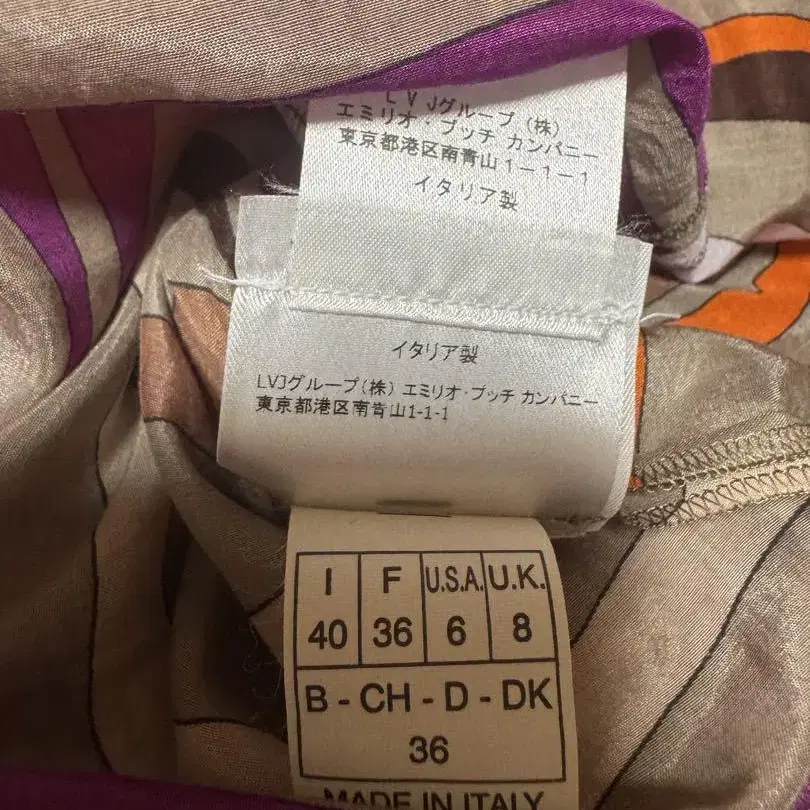 LVJグループ (株)
エミリオ・プッチ カンパニー
東京都港区南青山1-1-1
イタリア製
イタリア製
LVJグループ(株) エミリオ・プッチ カンパニー
東京都港区南青山1-1-1
I F U.S.A. U.K.
40 36 6 8
B - CH - D - DK
36
MADE IN ITALY